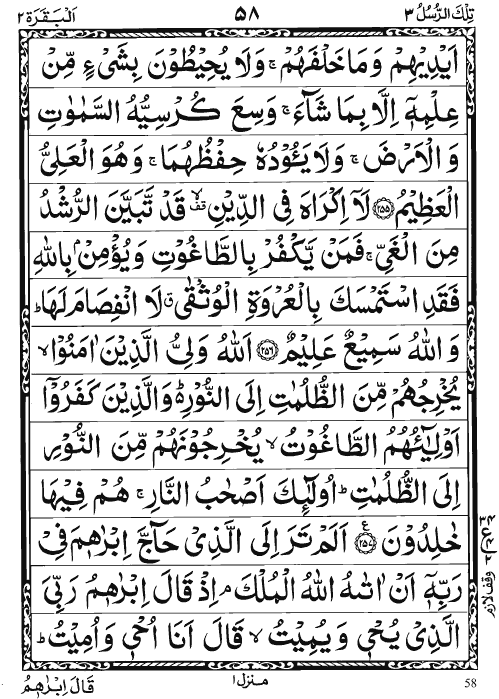 تِلْكَ الرُّسُلُ ٣ ٥٨ اَلْبَقَرَة ٢
اَيْدِيْهِمْ وَمَا خَلْفَهُمْ ۚ وَلَا يُحِيْطُوْنَ بِشَىْءٍ مِّنْ
عِلْمِهٖٓ اِلَّا بِمَا شَآءَ ۚ وَسِعَ كُرْسِيُّهُ السَّمٰوٰتِ
وَالْاَرْضَ ۚ وَلَا يَـُٔوْدُهٗ حِفْظُهُمَا ۚ وَهُوَ الْعَلِىُّ
الْعَظِيْمُ ﴿٢٥٥﴾ لَآ اِكْرَاهَ فِى الدِّيْنِ ۙ قف قَدْ تَّبَيَّنَ الرُّشْدُ
مِنَ الْغَىِّ ۚ فَمَنْ يَّكْفُرْ بِالطَّاغُوْتِ وَيُؤْمِنْۢ بِاللّٰهِ
فَقَدِ اسْتَمْسَكَ بِالْعُرْوَةِ الْوُثْقٰى ۗ لَا انْفِصَامَ لَهَا ؕ
وَاللّٰهُ سَمِيْعٌ عَلِيْمٌ ﴿٢٥٦﴾ اَللّٰهُ وَلِىُّ الَّذِيْنَ اٰمَنُوْا ۙ
يُخْرِجُهُمْ مِّنَ الظُّلُمٰتِ اِلَى النُّوْرِ ؕ وَالَّذِيْنَ كَفَرُوْٓا
اَوْلِيٰٓـُٔهُمُ الطَّاغُوْتُ ۙ يُخْرِجُوْنَهُمْ مِّنَ النُّوْرِ
اِلَى الظُّلُمٰتِ ؕ اُولٰٓئِكَ اَصْحٰبُ النَّارِ ۚ هُمْ فِيْهَا
خٰلِدُوْنَ ﴿٢٥٧﴾ ع اَلَمْ تَرَ اِلَى الَّذِىْ حَآجَّ اِبْرٰهٖمَ فِىْ
رَبِّهٖٓ اَنْ اٰتٰىهُ اللّٰهُ الْمُلْكَ ۘ اِذْ قَالَ اِبْرٰهٖمُ رَبِّىَ
الَّذِىْ يُحْىٖ وَيُمِيْتُ ۙ قَالَ اَنَا اُحْىٖ وَاُمِيْتُ ؕ
وقف لازم
58 منزل ١ قَالَ اِبْرٰهٖمُ